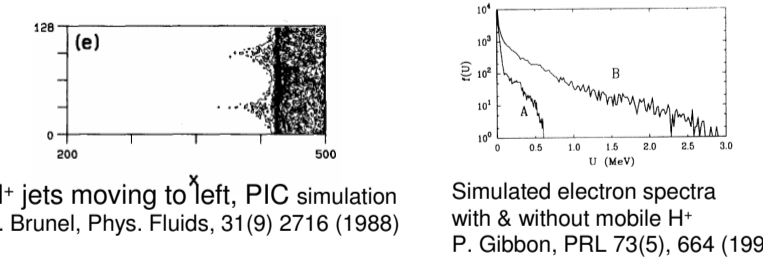 128
(e)
0
200
500
x
H⁺ jets moving to left, PIC simulation
. Brunel, Phys. Fluids, 31(9) 2716 (1988)
10⁴
10³
10²
10¹
10⁰
f(U)
A
B
0
0.5
1.0
1.5
2.0
2.5
3.0
U (MeV)
Simulated electron spectra
with & without mobile H⁺
P. Gibbon, PRL 73(5), 664 (199